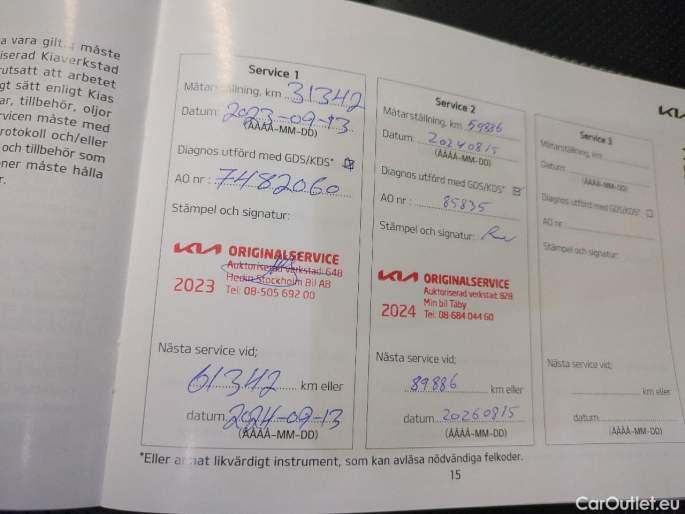 a vara gilt måste
iserad Kiaverkstad
rutsatt att arbetet
gt sätt enligt Kias
ar, tillbehör, oljor
rvicen måste med
rotokoll och/eller
och tillbehör som
oner måste hålla
r.
Service 1
Mätarställning, km 31342
Datum: 2023-09-13
(ÅÅÅÅ-MM-DD)
Diagnos utförd med GDS/KDS*
AO nr: 7482060
Stämpel och signatur:
KIA ORIGINALSERVICE
Auktoriserad verkstad: 648
2023 Hedin Stockholm Bil AB
Tel: 08-505 692 00
Nästa service vid;
61342 km eller
datum 2024-09-13
(ÅÅÅÅ-MM-DD)
Service 2
Mätarställning, km 59886
Datum: 20240815
(ÅÅÅÅ-MM-DD)
Diagnos utförd med GDS/KDS*
AO nr: 85835
Stämpel och signatur:
KIA ORIGINALSERVICE
Auktoriserad verkstad: 829
Min bil Täby
2024 Tel: 08 684 044 60
Nästa service vid;
89886 km eller
datum 20260815
(ÅÅÅÅ-MM-DD)
Service 3
Mätarställning, km
Datum:
(ÅÅÅÅ-MM-DD)
Diagnos utförd med GDS/KDS*
AO nr:
Stämpel och signatur:
Nästa service vid;
km eller
datum
(ÅÅÅÅ-MM-DD)
*Eller annat likvärdigt instrument, som kan avläsa nödvändiga felkoder.
15
CarOutlet.eu